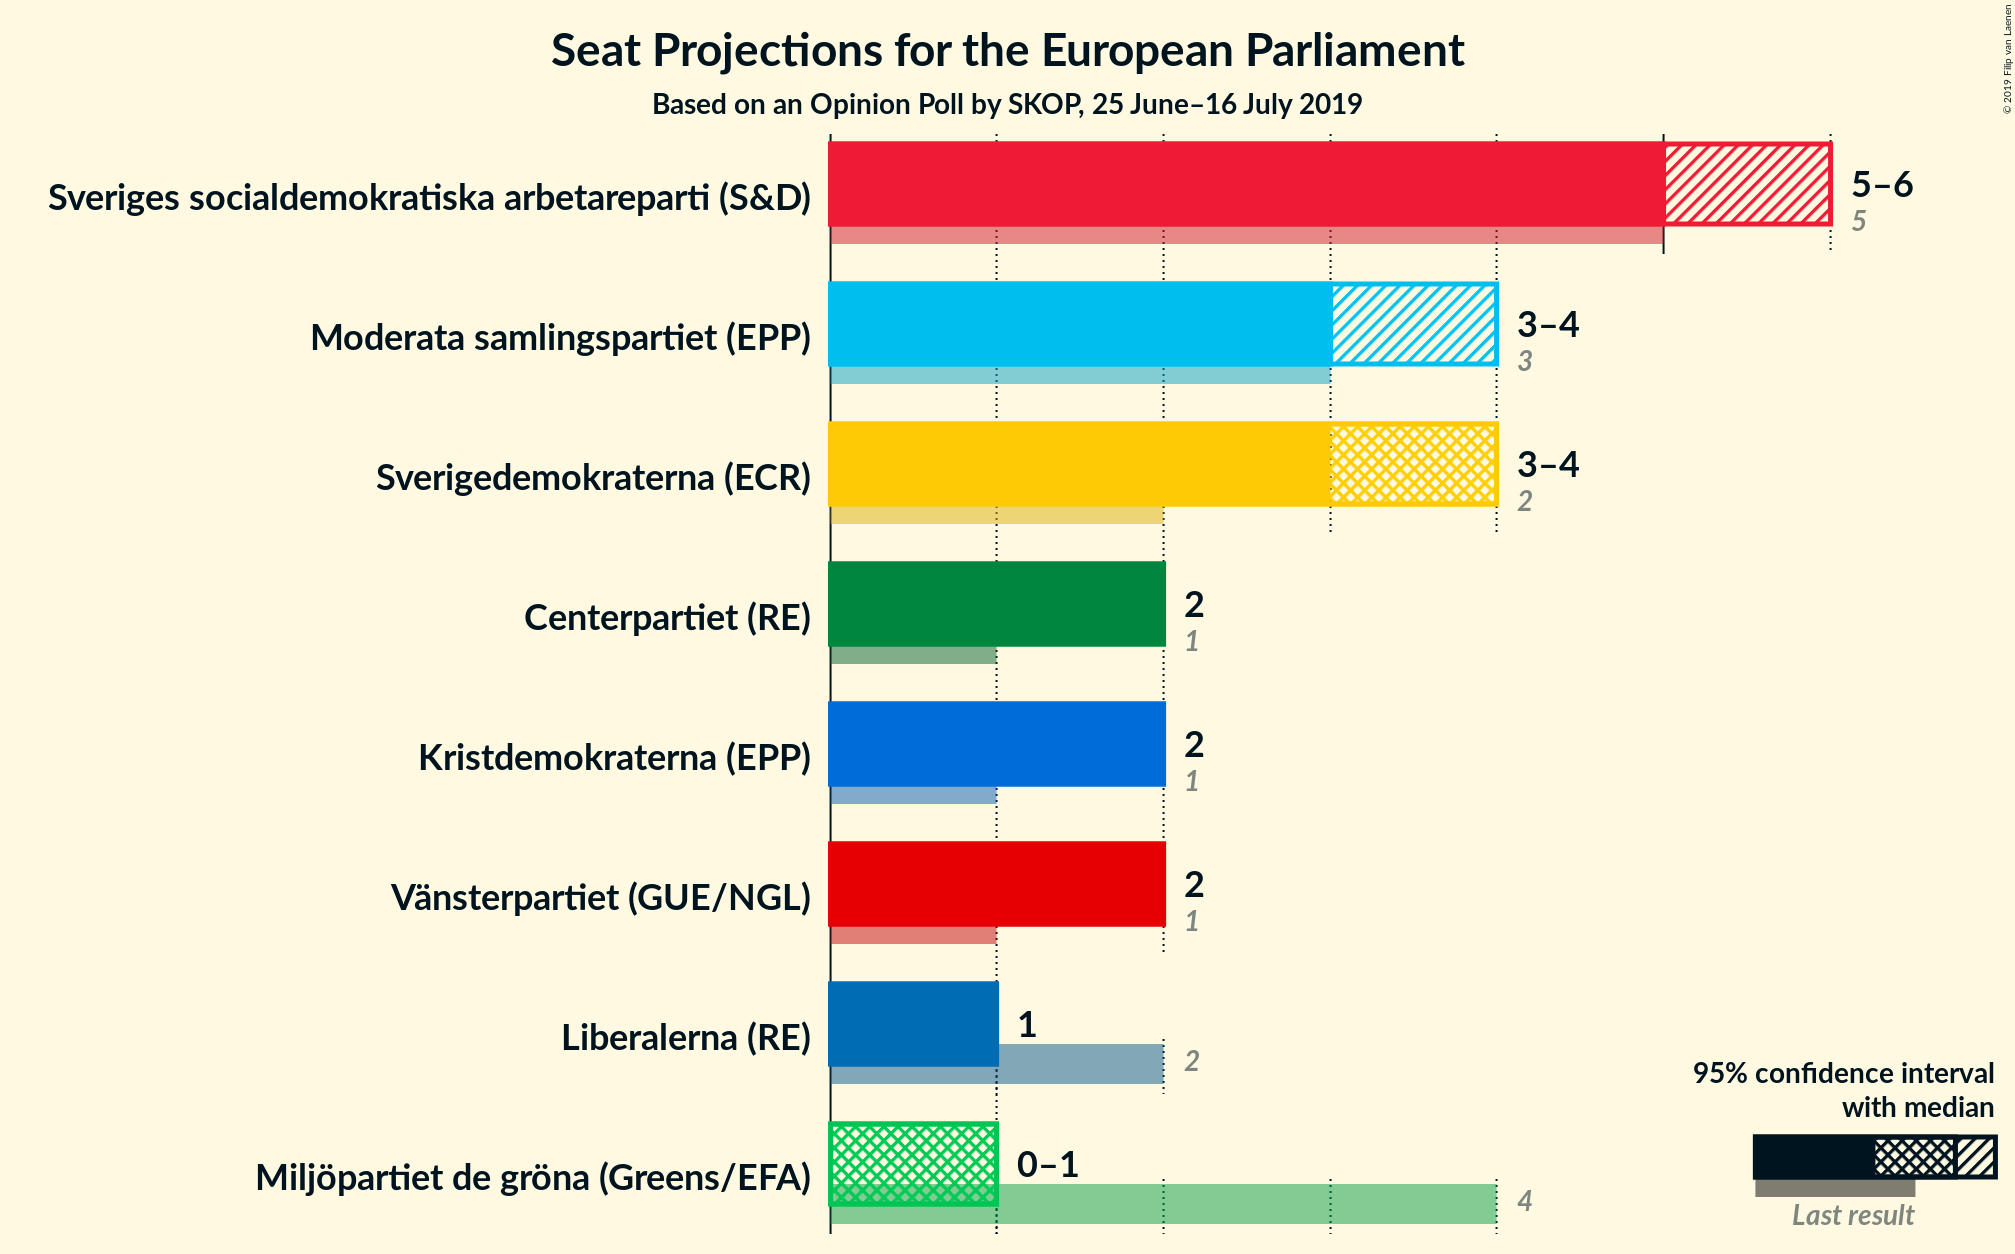 Seat Projections for the European Parliament
Based on an Opinion Poll by SKOP, 25 June–16 July 2019
© 2019 Filip van Laenen
Sveriges socialdemokratiska arbetareparti (S&D)
5–6
5
Moderata samlingspartiet (EPP)
3–4
3
Sverigedemokraterna (ECR)
3–4
2
Centerpartiet (RE)
2
1
Kristdemokraterna (EPP)
2
1
Vänsterpartiet (GUE/NGL)
2
1
Liberalerna (RE)
1
2
Miljöpartiet de gröna (Greens/EFA)
0–1
4
95% confidence interval
with median
Last result